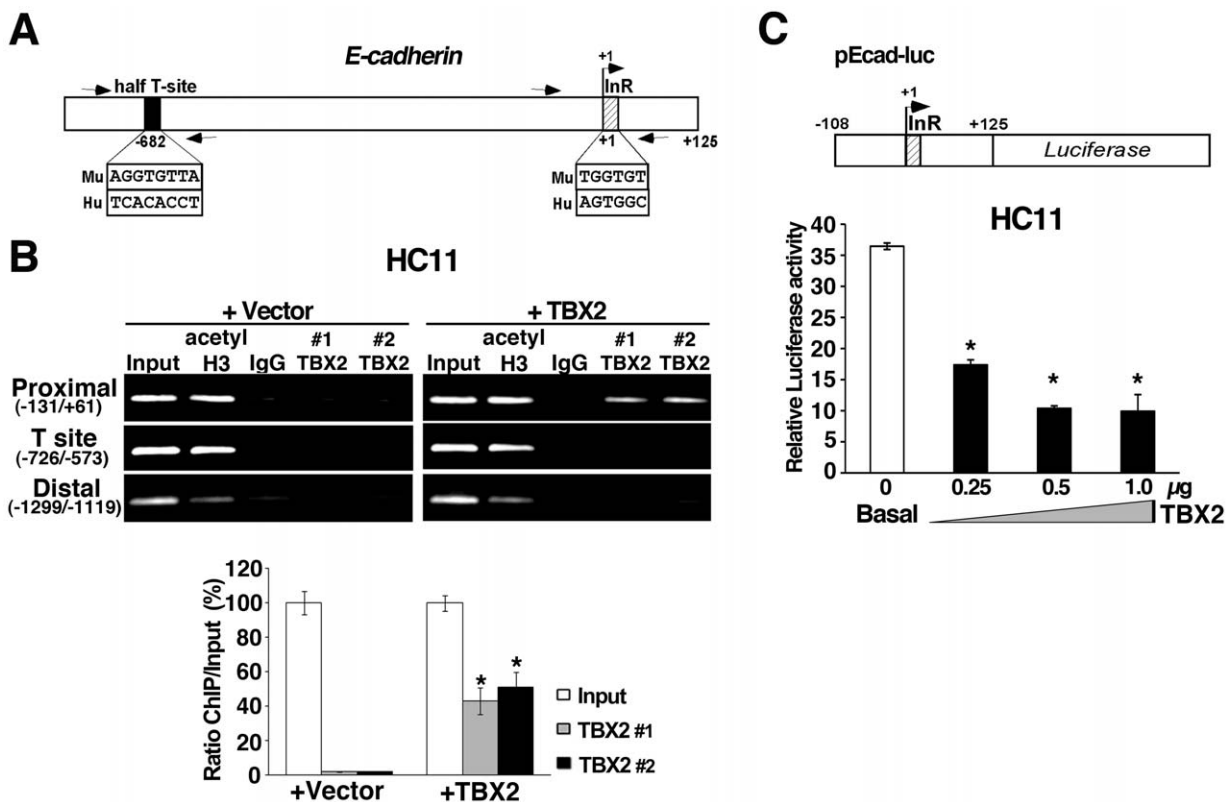 A
E-cadherin
half T-site
+1
InR
-682
+1
+125
Mu AGGTGTTA
Hu TCACACCT
Mu TGGTGT
Hu AGTGGC
B
HC11
+ Vector
+ TBX2
Input acetyl H3 IgG #1 TBX2 #2 TBX2
Input acetyl H3 IgG #1 TBX2 #2 TBX2
Proximal
(-131/+61)
T site
(-726/-573)
Distal
(-1299/-1119)
Ratio ChIP/Input (%)
120
100
80
60
40
20
0
* *
+Vector
+TBX2
Input
TBX2 #1
TBX2 #2
C
pEcad-luc
+1
-108
InR
+125
Luciferase
HC11
Relative Luciferase activity
40
35
30
25
20
15
10
5
0
* * *
0 0.25 0.5 1.0 µg
Basal
TBX2